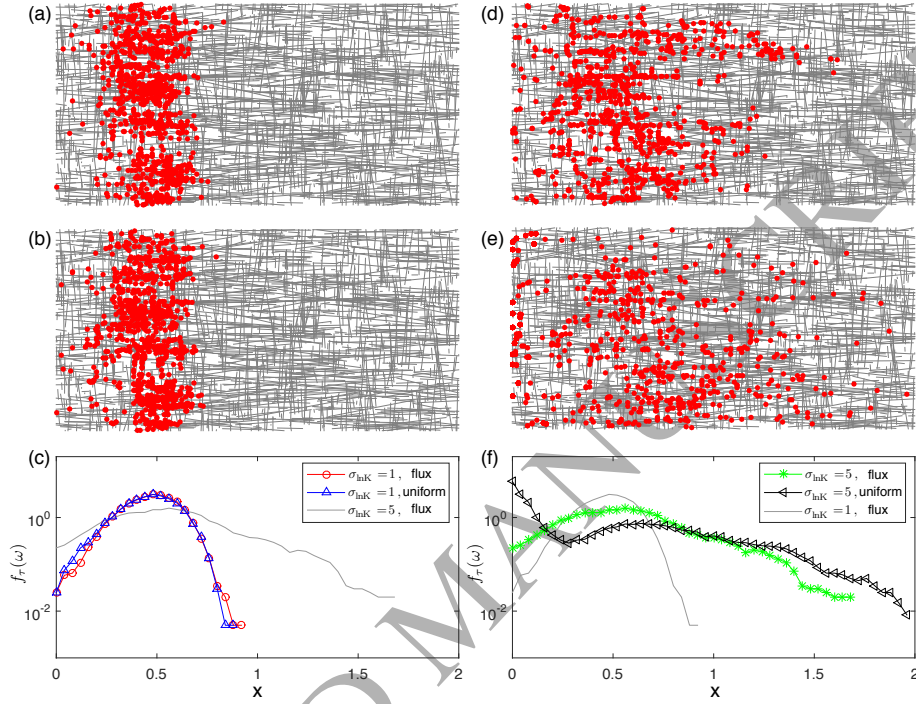 (a)
(d)
(b)
(e)
(c)
σlnK =1, flux
σlnK =1,uniform
σlnK =5, flux
10^0
10^-2
fτ(ω)
0
0.5
1
1.5
2
x
(f)
σlnK =5, flux
σlnK =5,uniform
σlnK =1, flux
10^0
10^-2
fτ(ω)
0
0.5
1
1.5
2
x